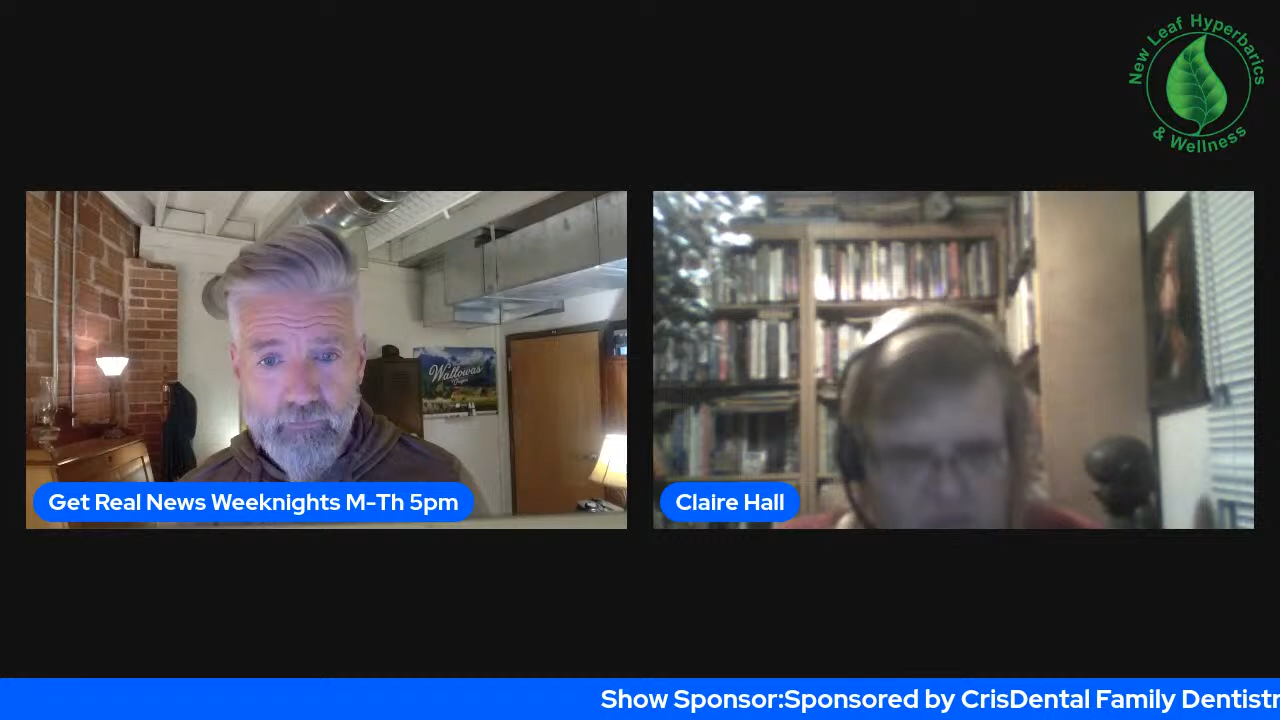 New Leaf Hyperbarics
& Wellness
Wallowas
Get Real News Weeknights M-Th 5pm
Claire Hall
Show Sponsor:Sponsored by CrisDental Family Dentistr